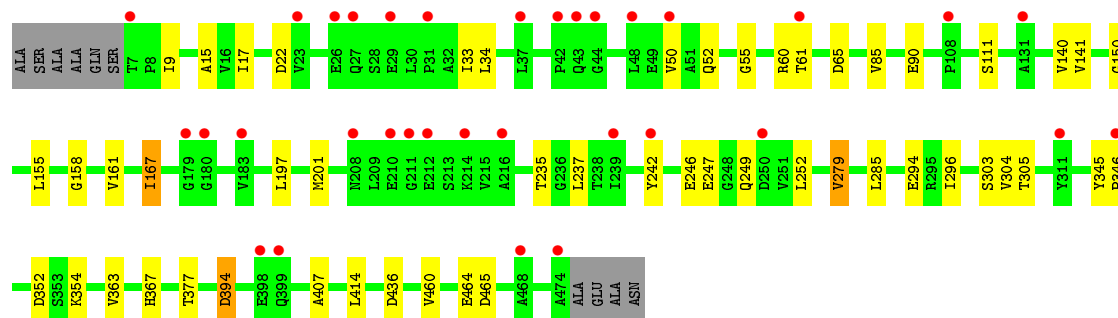 ALA SER ALA ALA GLN SER T7 P8 I9 A15 V16 I17 D22 V23 E26 Q27 S28 E29 L30 P31 A32 I33 L34 L37 P42 Q43 G44 L48 E49 V50 A51 Q52 G55 R60 T61 D65 V85 E90 P108 S111 A131 V140 V141 G150
L155 G158 V161 I167 G179 G180 V183 L197 M201 N208 L209 E210 G211 E212 S213 K214 V215 A216 T235 G236 L237 T238 I239 Y242 E246 E247 G248 Q249 D250 V251 L252 V279 L285 E294 R295 I296 S303 V304 T305 Y311 Y345
D352 S353 K354 V363 H367 T377 D394 E398 Q399 A407 L414 D436 V460 E464 D465 A468 A474 ALA GLU ALA ASN